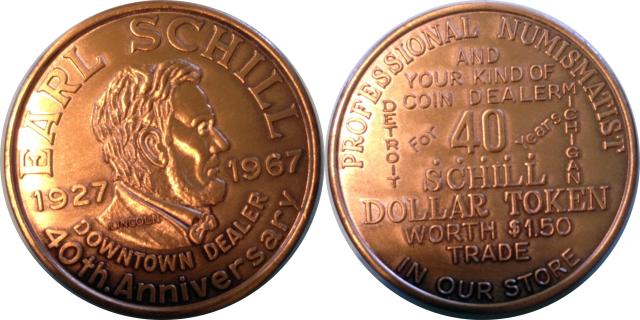 EARL SCHILL
1927 1967
LINCOLN
DOWNTOWN DEALER
40th. Anniversary
PROFESSIONAL NUMISMATIST
AND
YOUR KIND OF
COIN DEALER
DETROIT
MICHIGAN
For 40 Years
SCHILL
DOLLAR TOKEN
WORTH $1.50
TRADE
IN OUR STORE